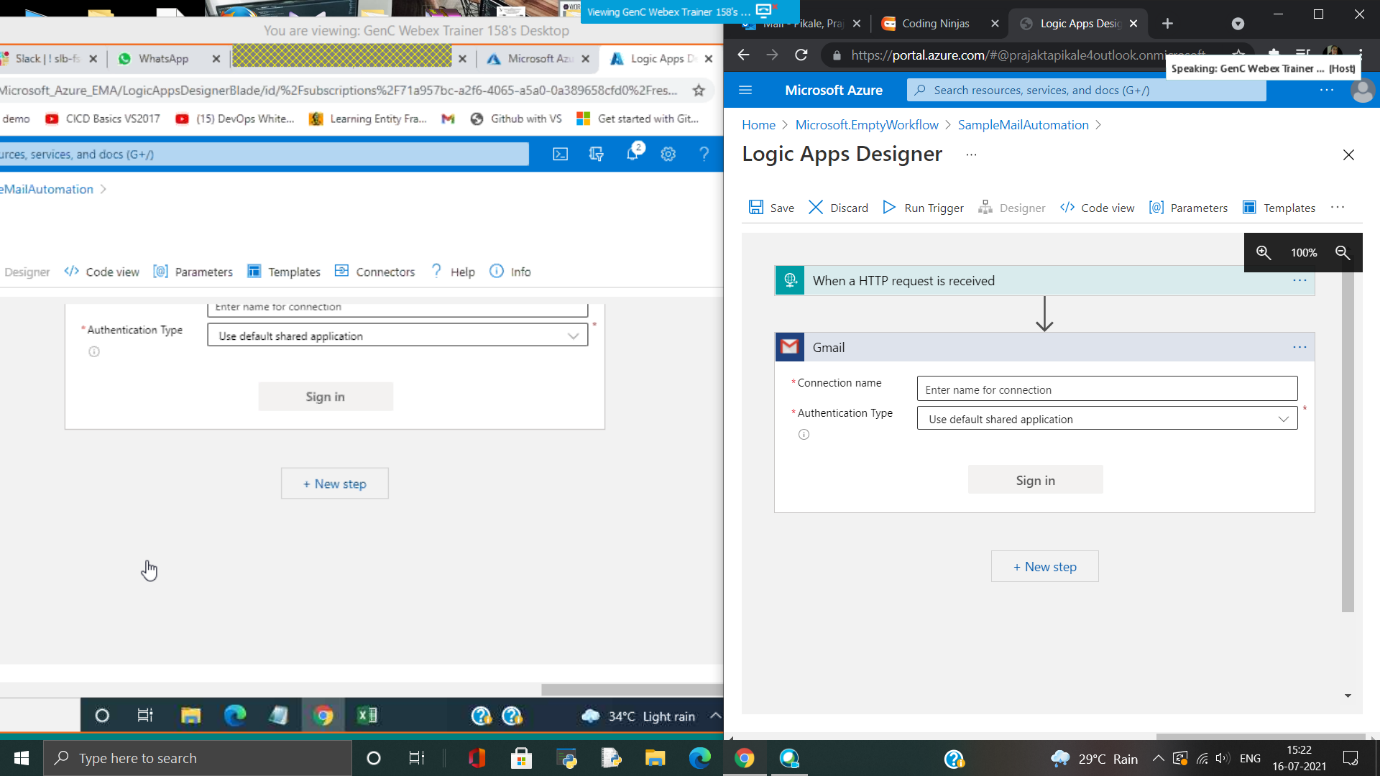 Viewing GenC Webex Trainer 158's ...
You are viewing: GenC Webex Trainer 158's Desktop
Slack | ! slb-fs
WhatsApp
Microsoft Azu
Logic Apps D
Microsoft_Azure_EMA/LogicAppsDesignerBlade/id/%2Fsubscriptions%2F71a957bc-a2f6-4065-a5a0-0a389658cfd0%2Fres...
demo
CICD Basics VS2017
(15) DevOps White...
Learning Entity Fra...
Github with VS
Get started with Git...
urces, services, and docs (G+/)
2
eMailAutomation >
Designer
Code view
Parameters
Templates
Connectors
Help
Info
Enter name for connection
*Authentication Type
Use default shared application
*
Sign in
+ New step
34°C Light rain
Mail - Pikale, Pra
Coding Ninjas
Logic Apps Desig
https://portal.azure.com/#@prajaktapikale4outlook.onmicrosoft
Speaking: GenC Webex Trainer ... (Host)
Microsoft Azure
Search resources, services, and docs (G+/)
Home > Microsoft.EmptyWorkflow > SampleMailAutomation >
Logic Apps Designer ...
Save
Discard
Run Trigger
Designer
Code view
Parameters
Templates
...
100%
When a HTTP request is received
...
Gmail
...
*Connection name
Enter name for connection
*Authentication Type
Use default shared application
*
Sign in
+ New step
Type here to search
29°C Rain
ENG
15:22
16-07-2021